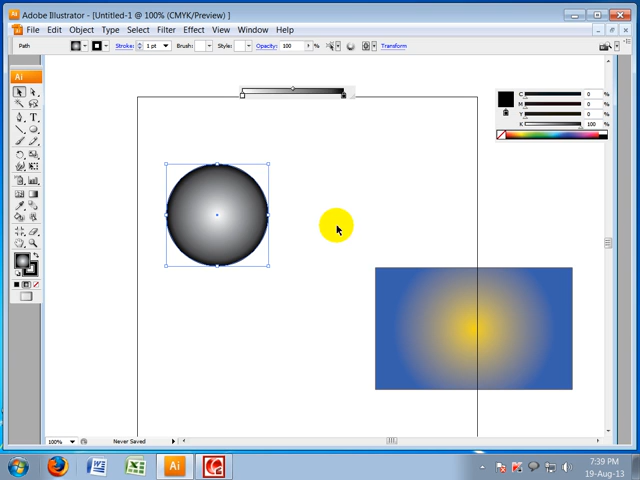 Adobe Illustrator - [Untitled-1 @ 100% (CMYK/Preview) ]
File Edit Object Type Select Filter Effect View Window Help
Path Stroke: 1 pt Brush: Style: Opacity: 100 % Transform
Ai
C 0 %
M 0 %
Y 0 %
K 100 %
T
100% Never Saved
W X Ai
7:39 PM
19-Aug-13